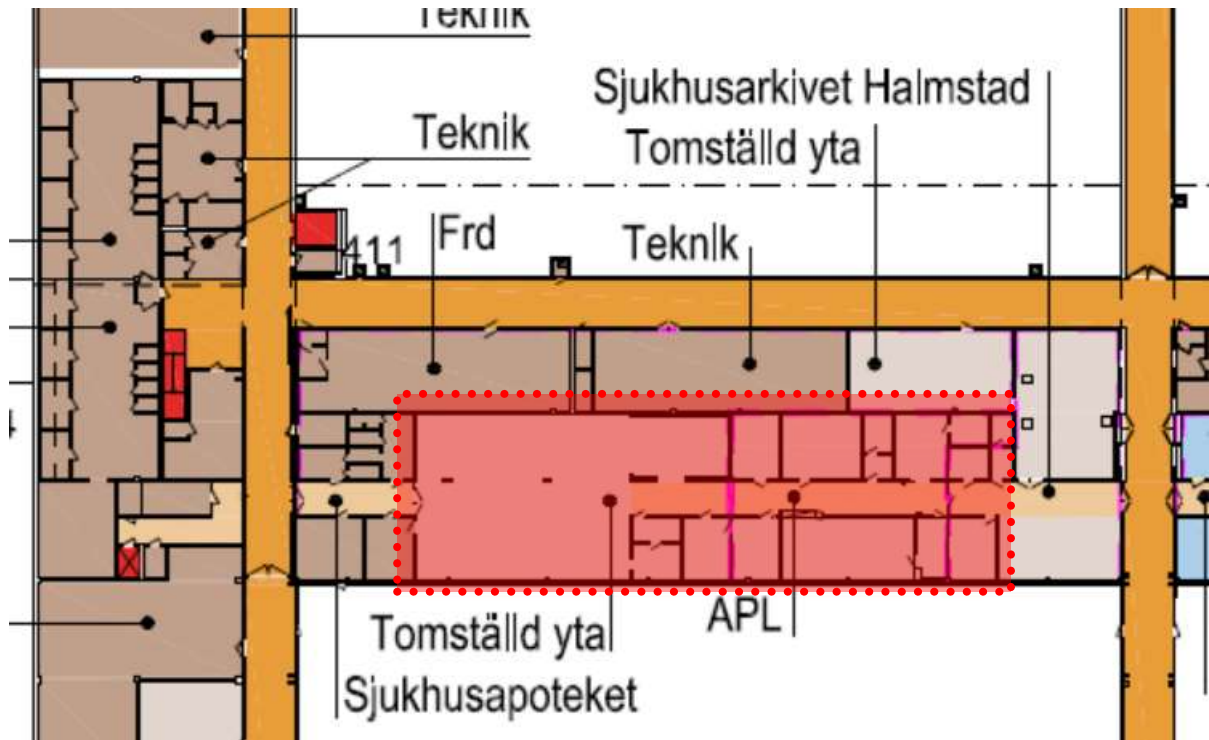 Teknik
Sjukhusarkivet Halmstad
Teknik
Tomställd yta
Frd
Teknik
411
Tomställd yta
APL
Sjukhusapoteket